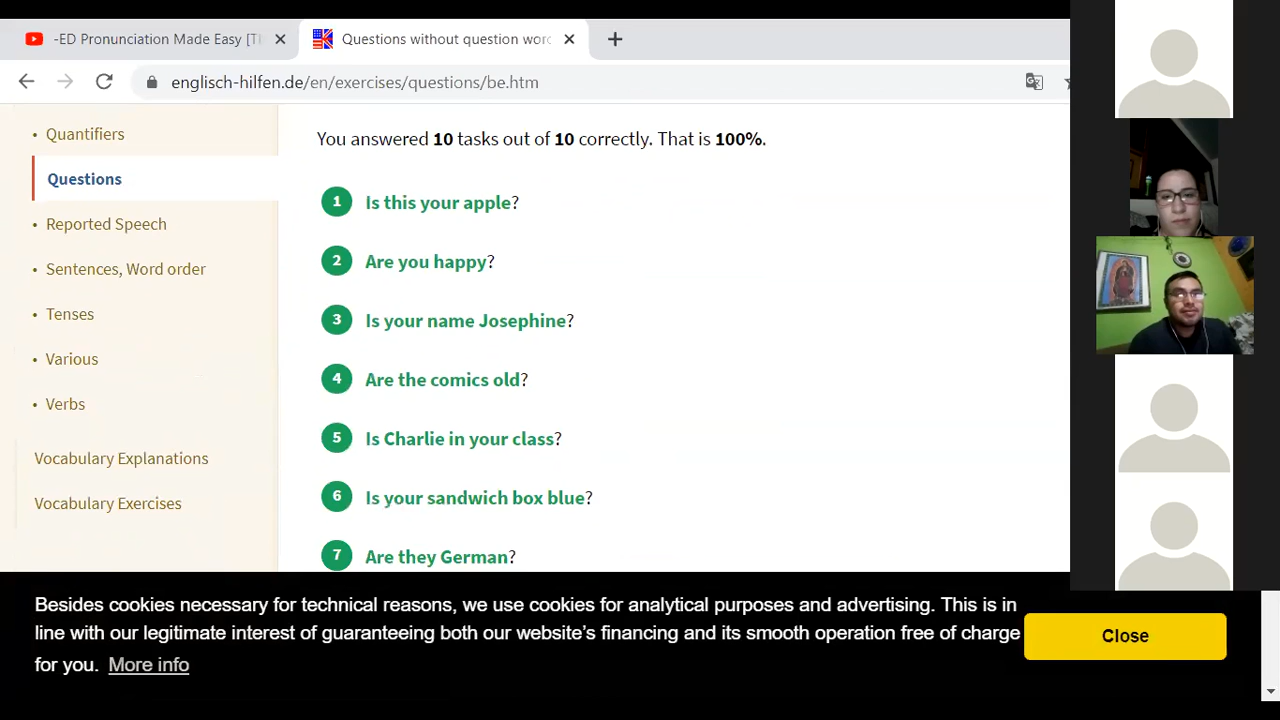 -ED Pronunciation Made Easy [T
Questions without question word
englisch-hilfen.de/en/exercises/questions/be.htm
• Quantifiers
Questions
• Reported Speech
• Sentences, Word order
• Tenses
• Various
• Verbs
Vocabulary Explanations
Vocabulary Exercises
You answered 10 tasks out of 10 correctly. That is 100%.
1 Is this your apple?
2 Are you happy?
3 Is your name Josephine?
4 Are the comics old?
5 Is Charlie in your class?
6 Is your sandwich box blue?
7 Are they German?
Besides cookies necessary for technical reasons, we use cookies for analytical purposes and advertising. This is in
line with our legitimate interest of guaranteeing both our website’s financing and its smooth operation free of charge
for you. More info
Close